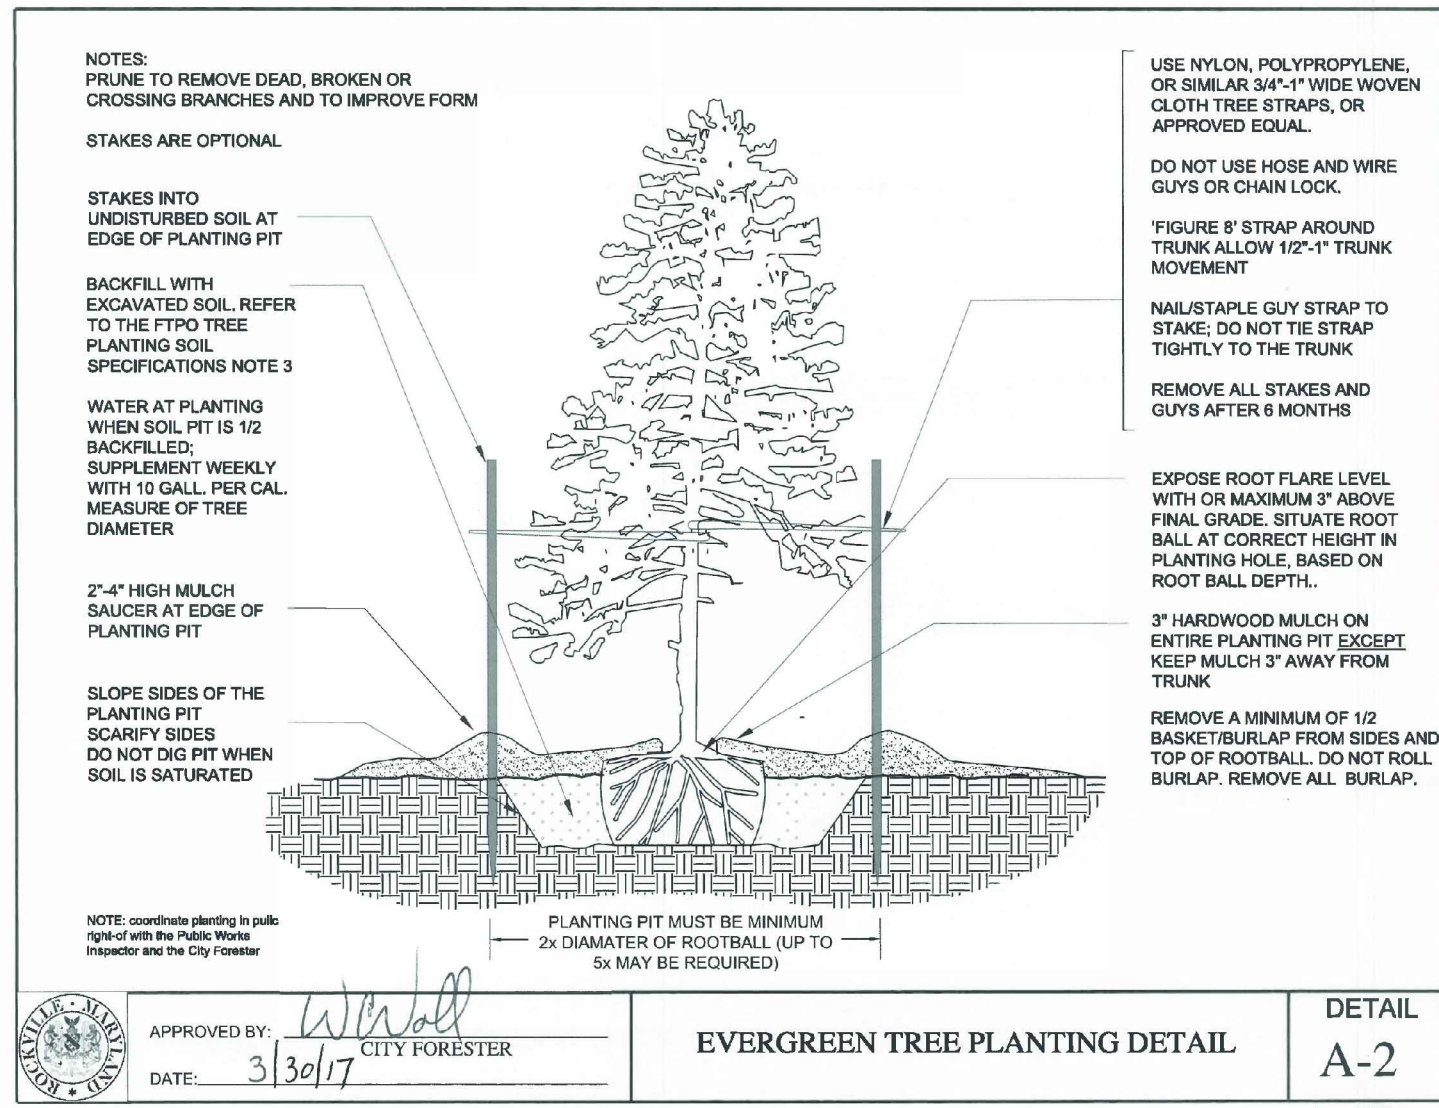 NOTES:
PRUNE TO REMOVE DEAD, BROKEN OR
CROSSING BRANCHES AND TO IMPROVE FORM
STAKES ARE OPTIONAL
STAKES INTO
UNDISTURBED SOIL AT
EDGE OF PLANTING PIT
BACKFILL WITH
EXCAVATED SOIL. REFER
TO THE FTPO TREE
PLANTING SOIL
SPECIFICATIONS NOTE 3
WATER AT PLANTING
WHEN SOIL PIT IS 1/2
BACKFILLED;
SUPPLEMENT WEEKLY
WITH 10 GALL. PER CAL.
MEASURE OF TREE
DIAMETER
2"-4" HIGH MULCH
SAUCER AT EDGE OF
PLANTING PIT
SLOPE SIDES OF THE
PLANTING PIT
SCARIFY SIDES
DO NOT DIG PIT WHEN
SOIL IS SATURATED
NOTE: coordinate planting in pulic
right-of with the Public Works
Inspector and the City Forester
USE NYLON, POLYPROPYLENE,
OR SIMILAR 3/4"-1" WIDE WOVEN
CLOTH TREE STRAPS, OR
APPROVED EQUAL.
DO NOT USE HOSE AND WIRE
GUYS OR CHAIN LOCK.
'FIGURE 8' STRAP AROUND
TRUNK ALLOW 1/2"-1" TRUNK
MOVEMENT
NAIL/STAPLE GUY STRAP TO
STAKE; DO NOT TIE STRAP
TIGHTLY TO THE TRUNK
REMOVE ALL STAKES AND
GUYS AFTER 6 MONTHS
EXPOSE ROOT FLARE LEVEL
WITH OR MAXIMUM 3" ABOVE
FINAL GRADE. SITUATE ROOT
BALL AT CORRECT HEIGHT IN
PLANTING HOLE, BASED ON
ROOT BALL DEPTH..
3" HARDWOOD MULCH ON
ENTIRE PLANTING PIT EXCEPT
KEEP MULCH 3" AWAY FROM
TRUNK
REMOVE A MINIMUM OF 1/2
BASKET/BURLAP FROM SIDES AND
TOP OF ROOTBALL. DO NOT ROLL
BURLAP. REMOVE ALL BURLAP.
PLANTING PIT MUST BE MINIMUM
2x DIAMATER OF ROOTBALL (UP TO
5x MAY BE REQUIRED)
ROCKVILLE • MARYLAND
APPROVED BY: WWall
CITY FORESTER
DATE: 3/30/17
EVERGREEN TREE PLANTING DETAIL
DETAIL
A-2